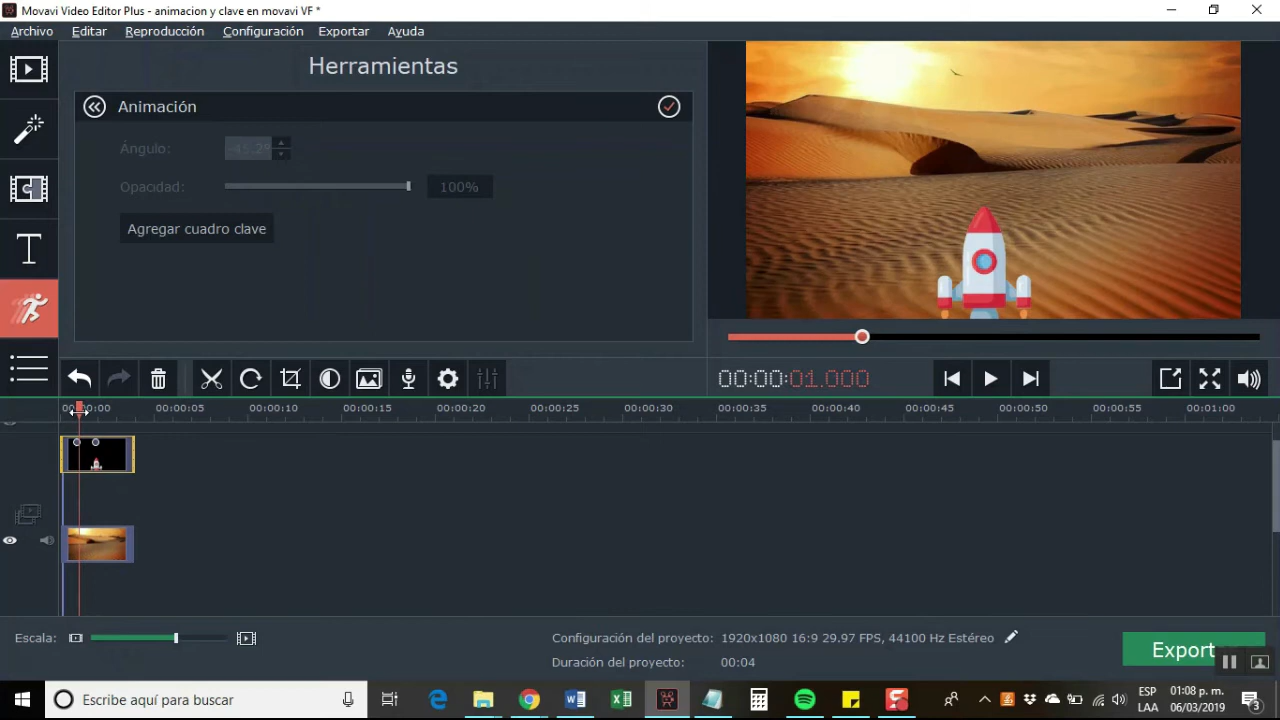 Movavi Video Editor Plus - animacion y clave en movavi VF *
Archivo Editar Reproducción Configuración Exportar Ayuda
Herramientas
Animación
Ángulo: -45.2°
Opacidad: 100%
Agregar cuadro clave
00:00:01.000
00:00:05 00:00:10 00:00:15 00:00:20 00:00:25 00:00:30 00:00:35 00:00:40 00:00:45 00:00:50 00:00:55 00:01:00
Escala:
Configuración del proyecto: 1920x1080 16:9 29.97 FPS, 44100 Hz Estéreo
Duración del proyecto: 00:04
Export
Escribe aquí para buscar
ESP
LAA
01:08 p. m.
06/03/2019
3